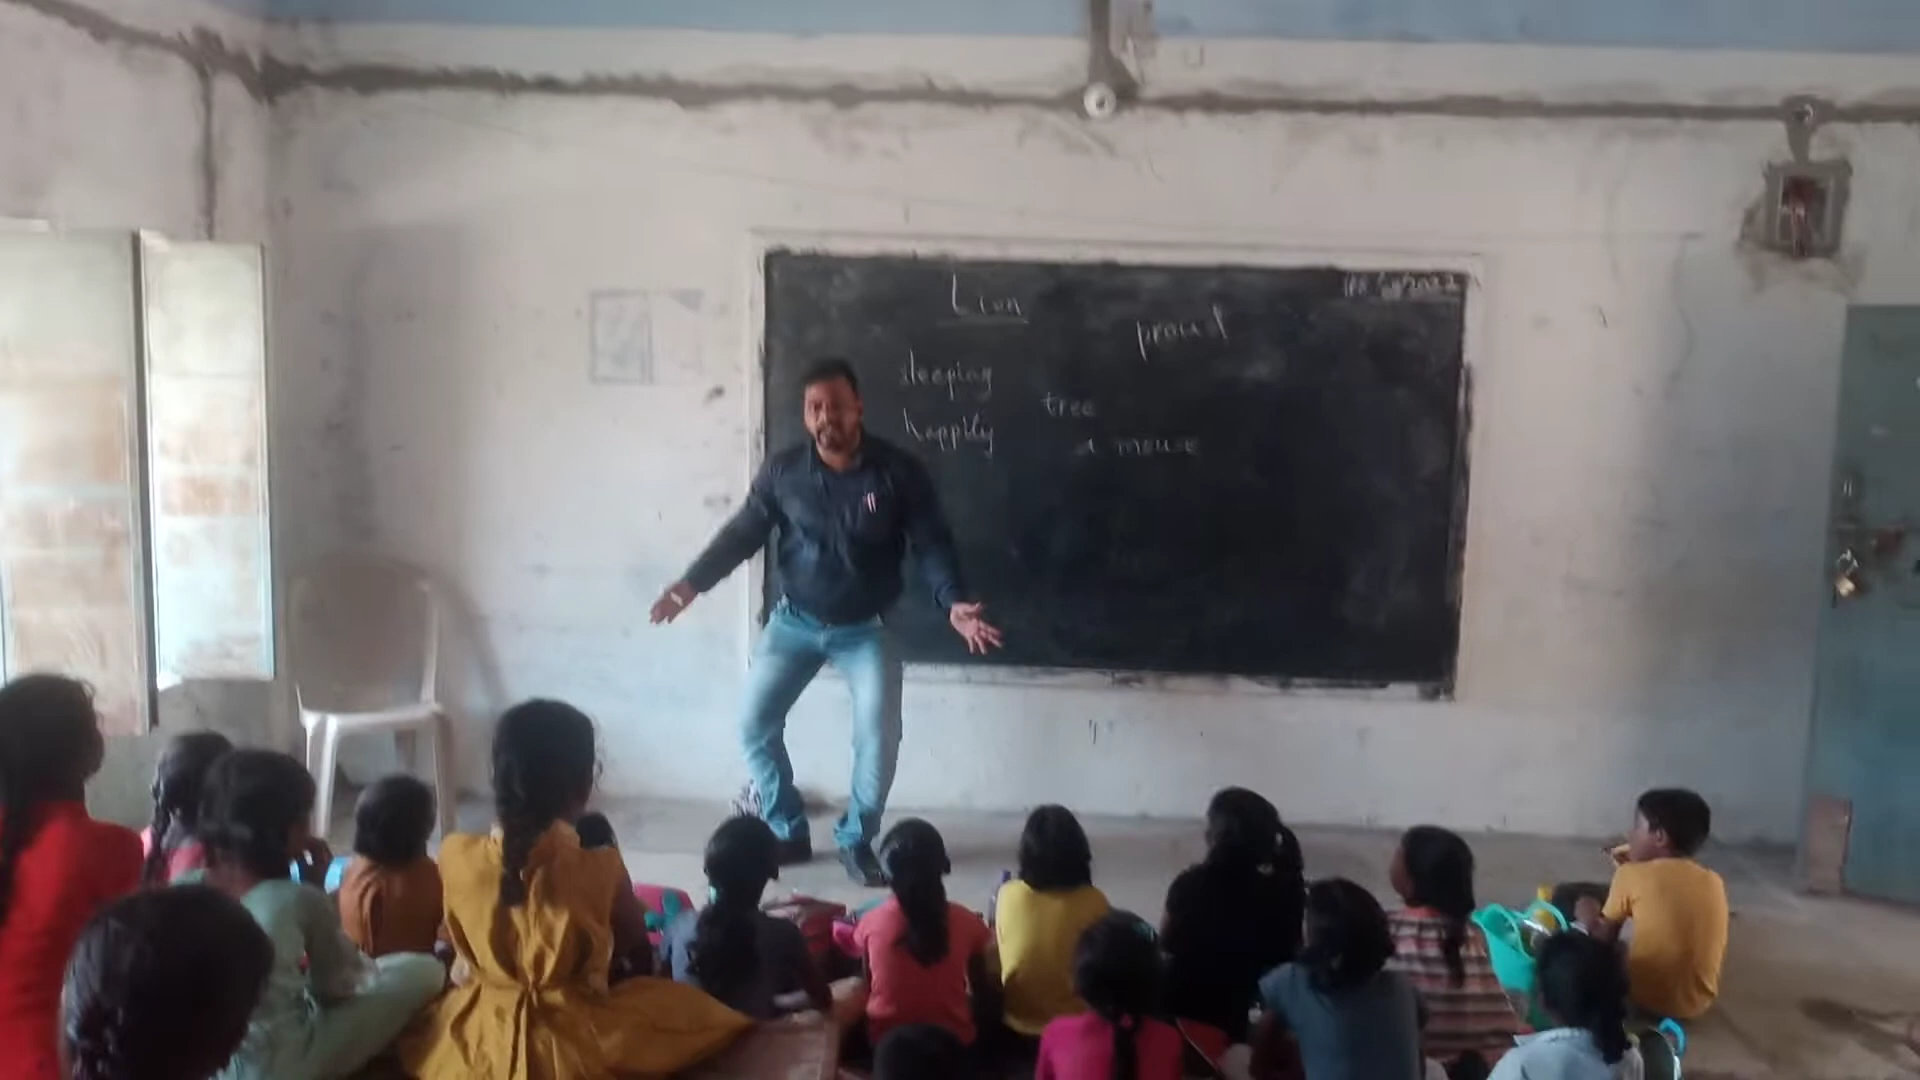 Lion
proud
sleeping
tree
happily
a mouse